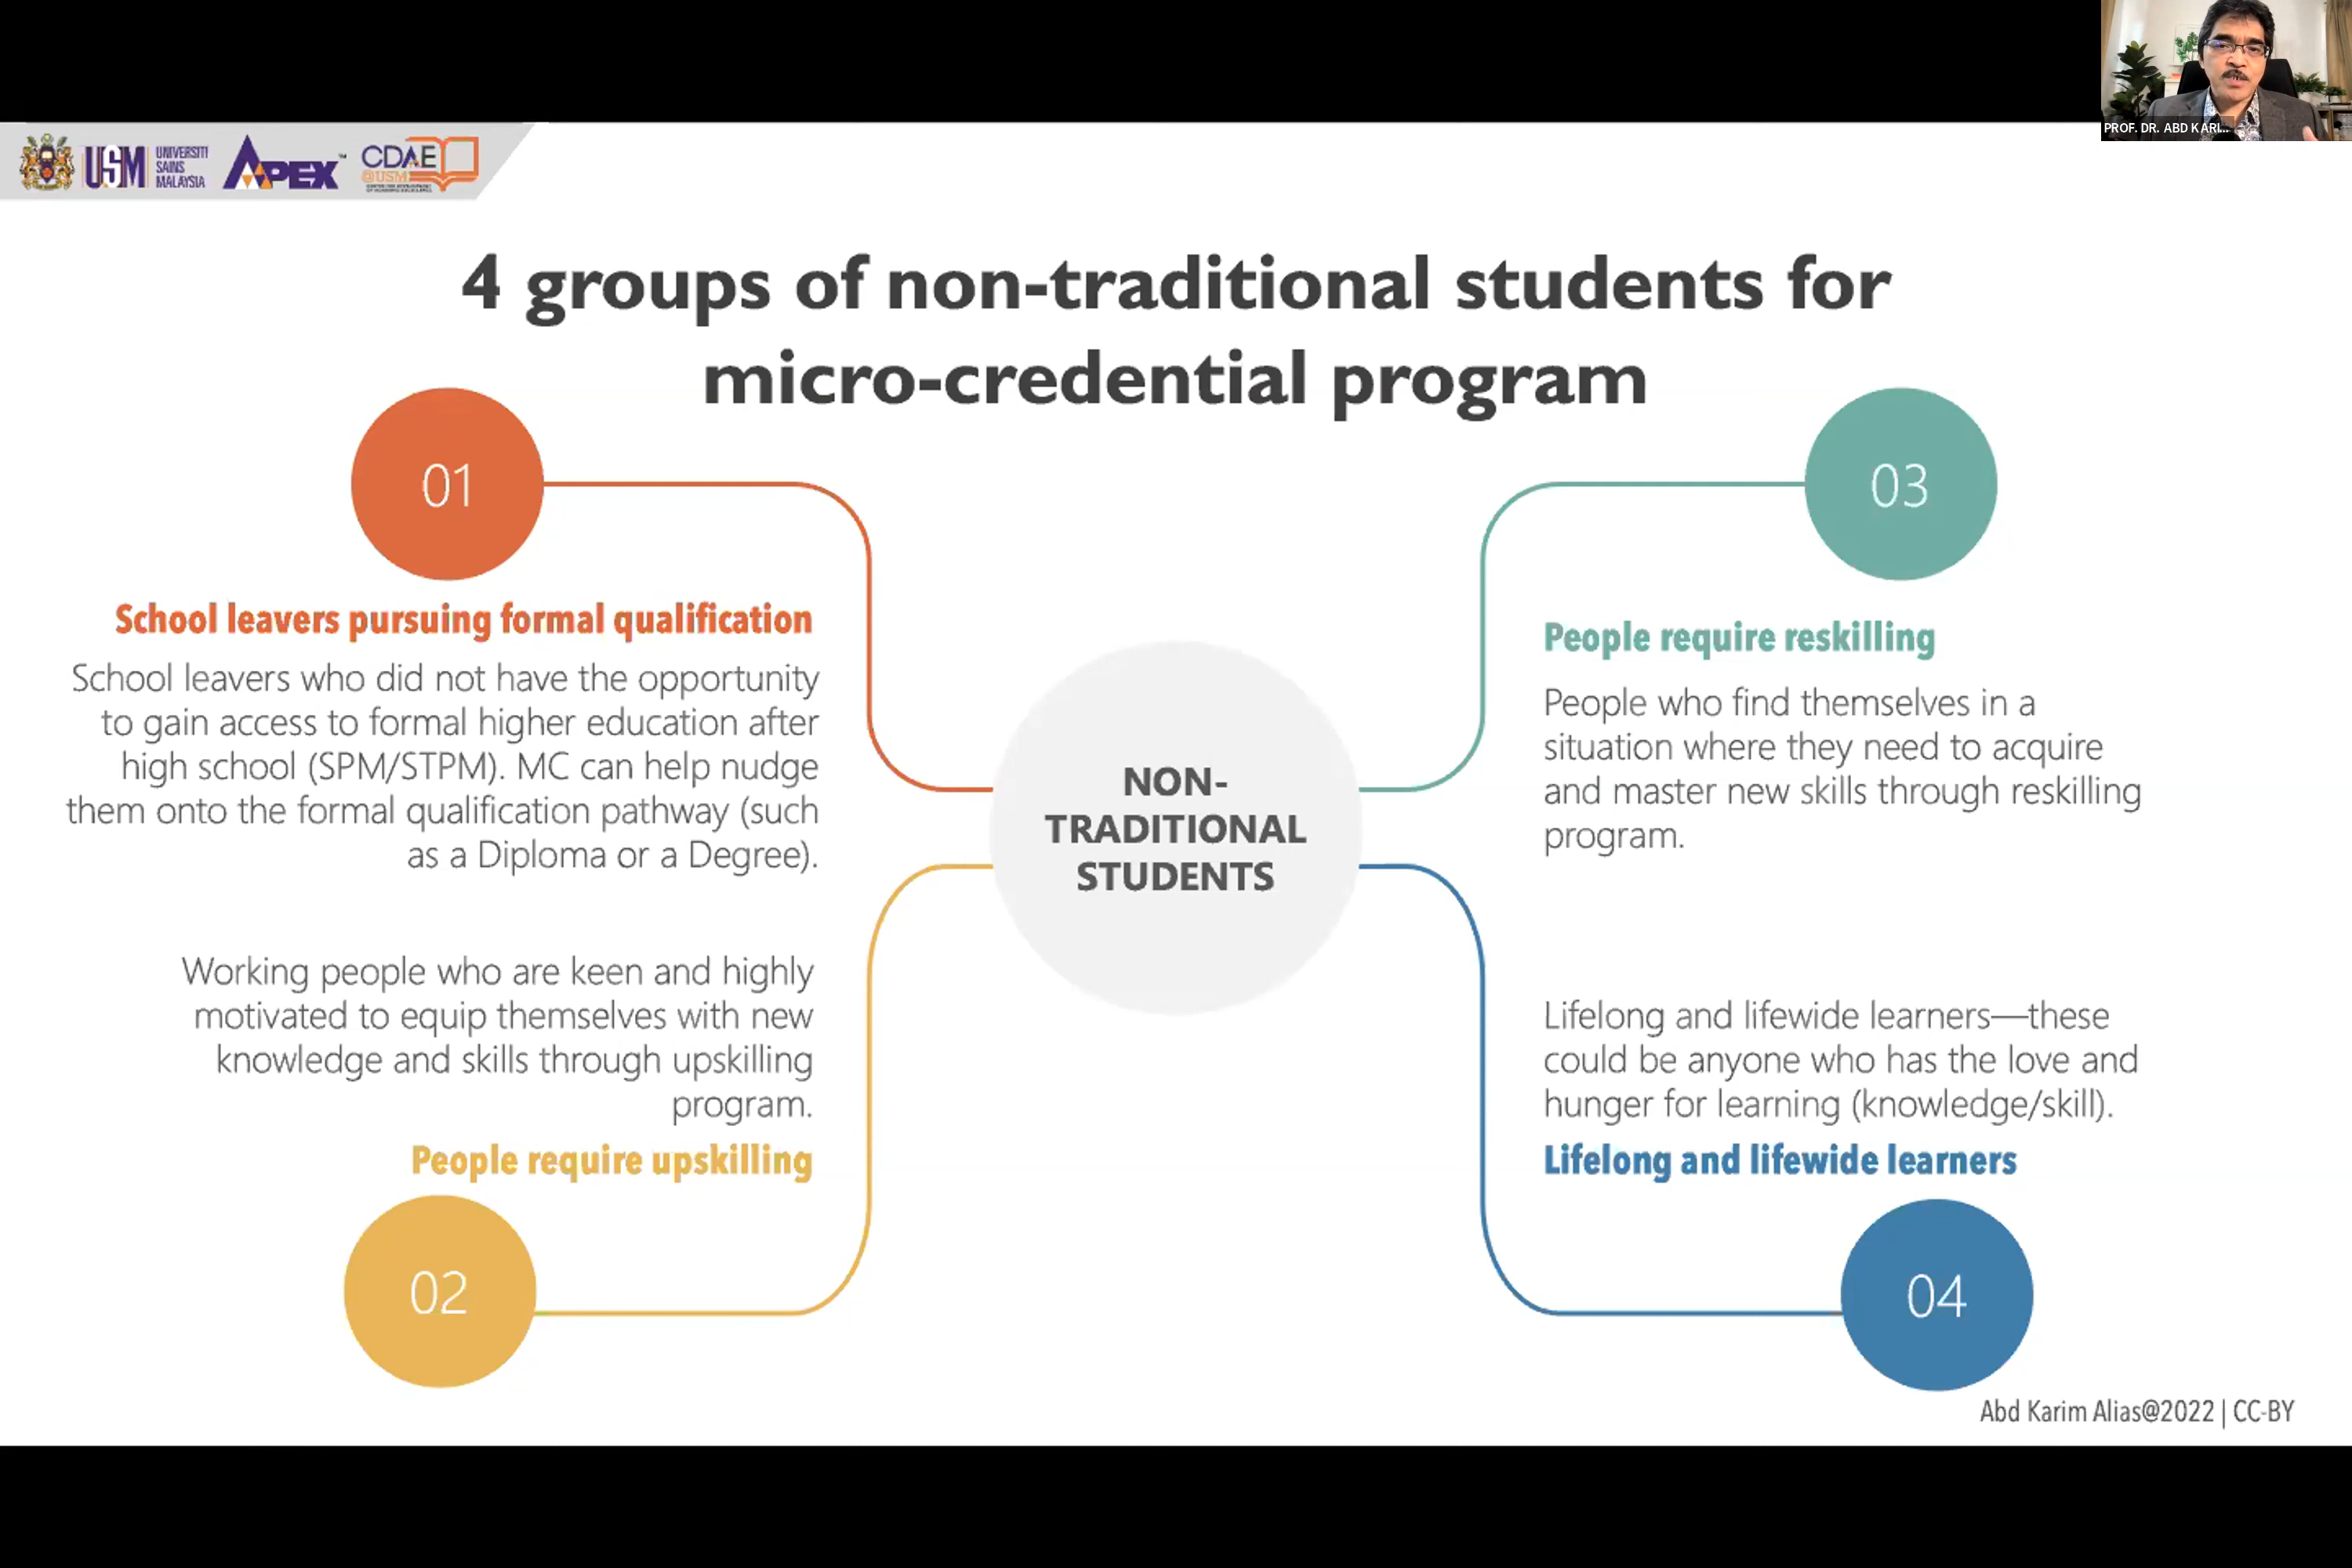 PROF. DR. ABD KARI...
USM
UNIVERSITI
SAINS
MALAYSIA
APEX™
CDAE
@USM
4 groups of non-traditional students for
micro-credential program
01
School leavers pursuing formal qualification
School leavers who did not have the opportunity
to gain access to formal higher education after
high school (SPM/STPM). MC can help nudge
them onto the formal qualification pathway (such
as a Diploma or a Degree).
Working people who are keen and highly
motivated to equip themselves with new
knowledge and skills through upskilling
program.
People require upskilling
02
NON-
TRADITIONAL
STUDENTS
03
People require reskilling
People who find themselves in a
situation where they need to acquire
and master new skills through reskilling
program.
Lifelong and lifewide learners—these
could be anyone who has the love and
hunger for learning (knowledge/skill).
Lifelong and lifewide learners
04
Abd Karim Alias@2022 | CC-BY